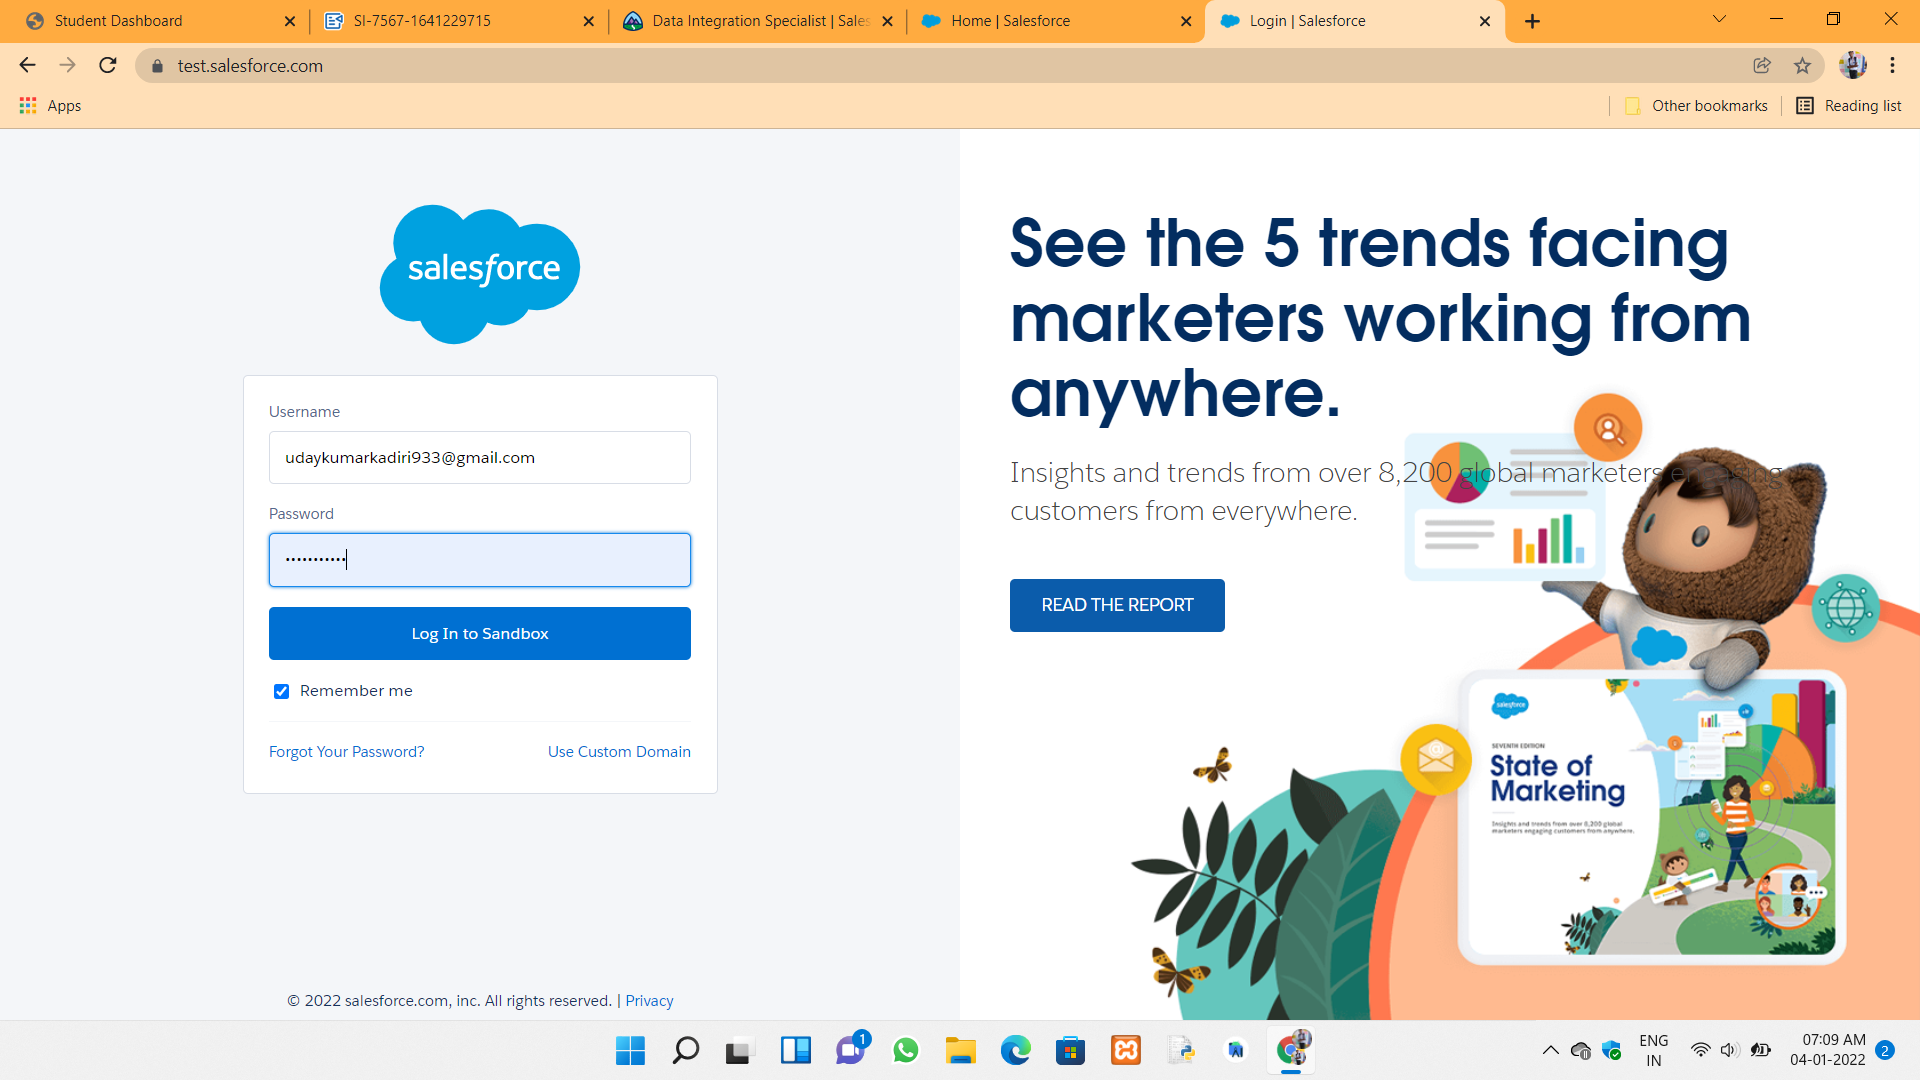 Student Dashboard
SI-7567-1641229715
Data Integration Specialist | Sales
Home | Salesforce
Login | Salesforce
test.salesforce.com
Apps
Other bookmarks
Reading list
salesforce
Username
udaykumarkadiri933@gmail.com
Password
Log In to Sandbox
Remember me
Forgot Your Password?
Use Custom Domain
© 2022 salesforce.com, inc. All rights reserved. | Privacy
See the 5 trends facing
marketers working from
anywhere.
Insights and trends from over 8,200 global marketers engaging
customers from everywhere.
READ THE REPORT
salesforce
SEVENTH EDITION
State of
Marketing
Insights and trends from over 8,200 global
marketers engaging customers from anywhere.
1
ENG
IN
07:09 AM
04-01-2022
2